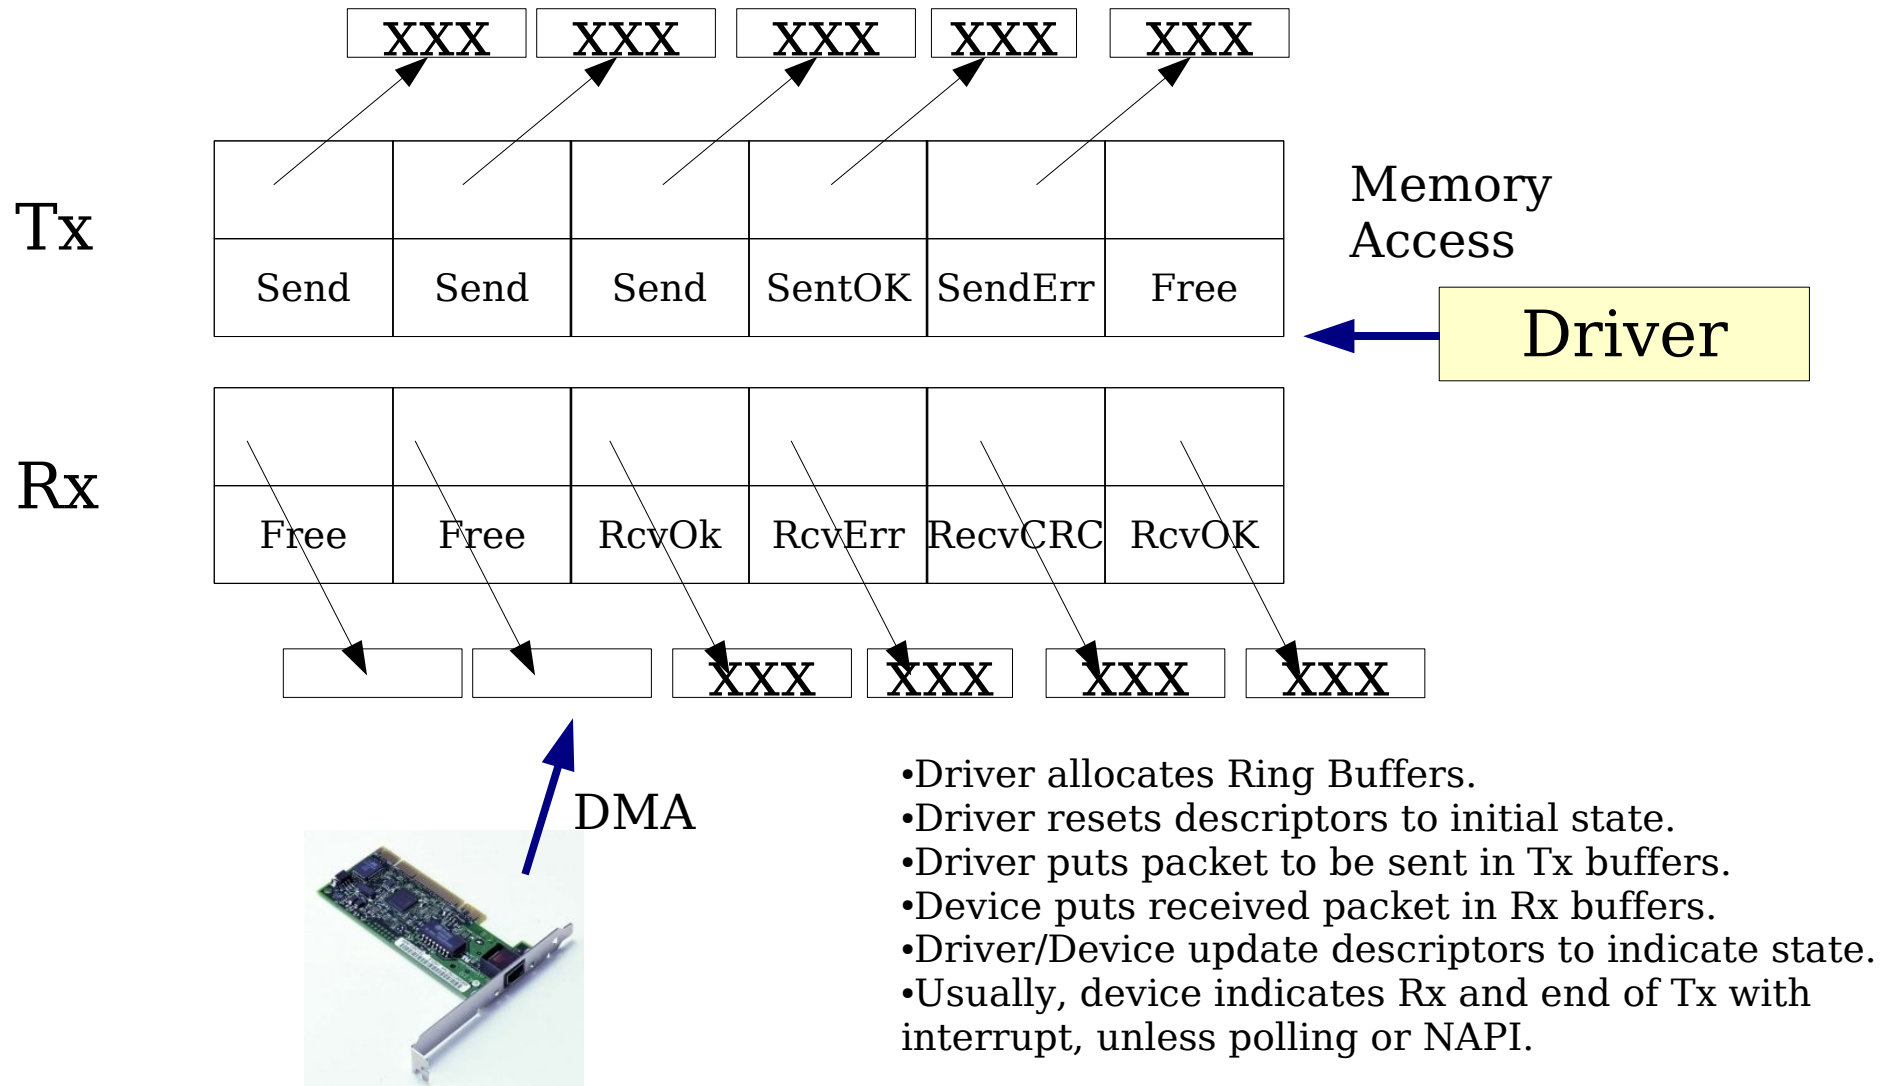 xxx xxx xxx xxx xxx
Tx
Send Send Send SentOK SendErr Free
Memory
Access
Driver
Rx
Free Free RcvOk RcvErr RecvCRC RcvOK
xxx xxx xxx xxx
DMA
•Driver allocates Ring Buffers.
•Driver resets descriptors to initial state.
•Driver puts packet to be sent in Tx buffers.
•Device puts received packet in Rx buffers.
•Driver/Device update descriptors to indicate state.
•Usually, device indicates Rx and end of Tx with
interrupt, unless polling or NAPI.